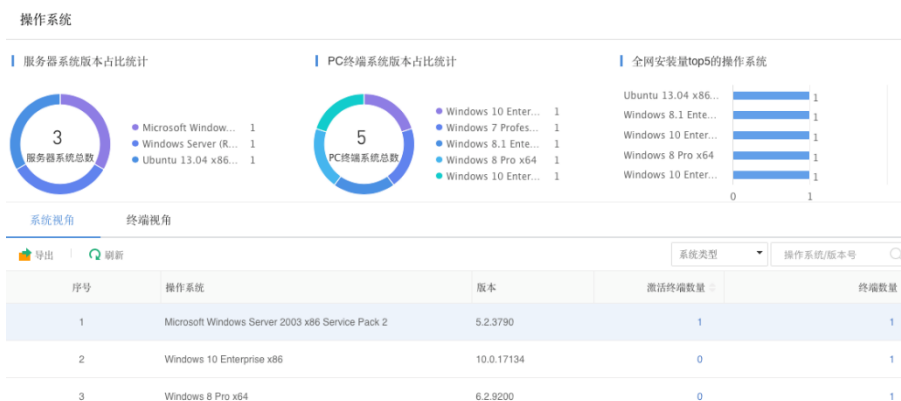 操作系统
服务器系统版本占比统计
3
服务器系统总数
Microsoft Window... 1
Windows Server (R... 1
Ubuntu 13.04 x86... 1
PC终端系统版本占比统计
5
PC终端系统总数
Windows 10 Enter... 1
Windows 7 Profes... 1
Windows 8.1 Ente... 1
Windows 8 Pro x64 1
Windows 10 Enter... 1
全网安装量top5的操作系统
Ubuntu 13.04 x86... 1
Windows 8.1 Ente... 1
Windows 10 Enter... 1
Windows 8 Pro x64 1
Windows 10 Enter... 1
0 1
系统视角 终端视角
导出 刷新 系统类型 操作系统/版本号
序号 操作系统 版本 激活终端数量 终端数量
1 Microsoft Windows Server 2003 x86 Service Pack 2 5.2.3790 1 1
2 Windows 10 Enterprise x86 10.0.17134 0 1
3 Windows 8 Pro x64 6.2.9200 0 1